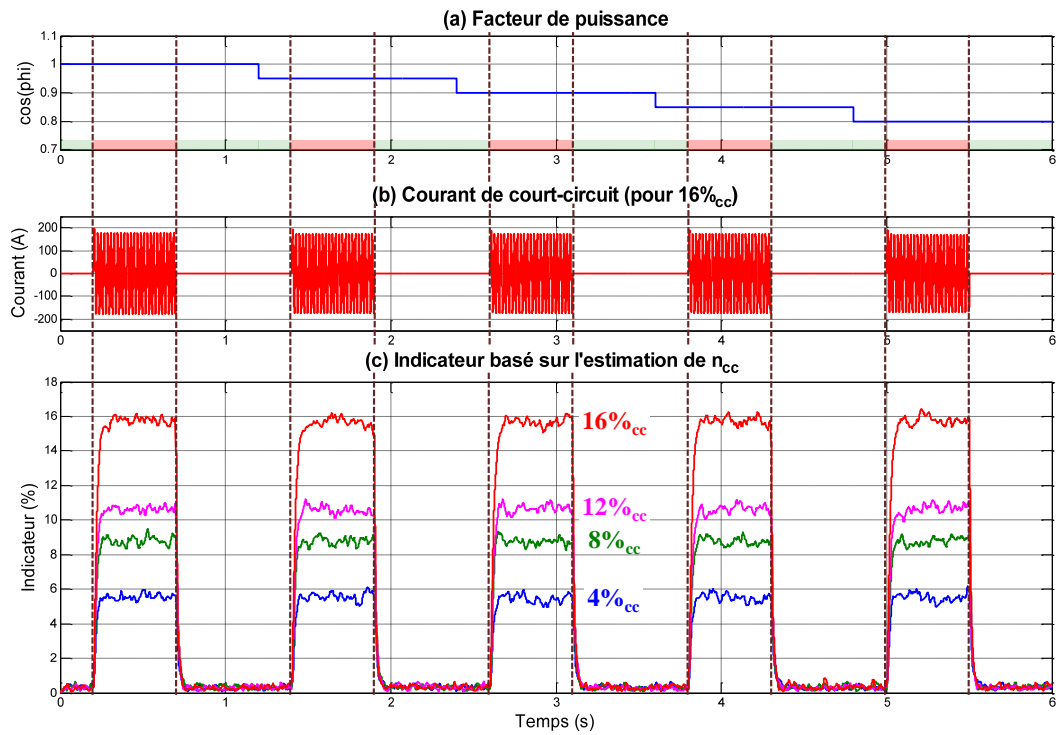 (a) Facteur de puissance
cos(phi)
1.1
1
0.9
0.8
0.7
0 1 2 3 4 5 6
(b) Courant de court-circuit (pour 16%cc)
Courant (A)
200
100
0
-100
-200
0 1 2 3 4 5 6
(c) Indicateur basé sur l'estimation de ncc
Indicateur (%)
18
16
14
12
10
8
6
4
2
0
16%cc
12%cc
8%cc
4%cc
0 1 2 3 4 5 6
Temps (s)